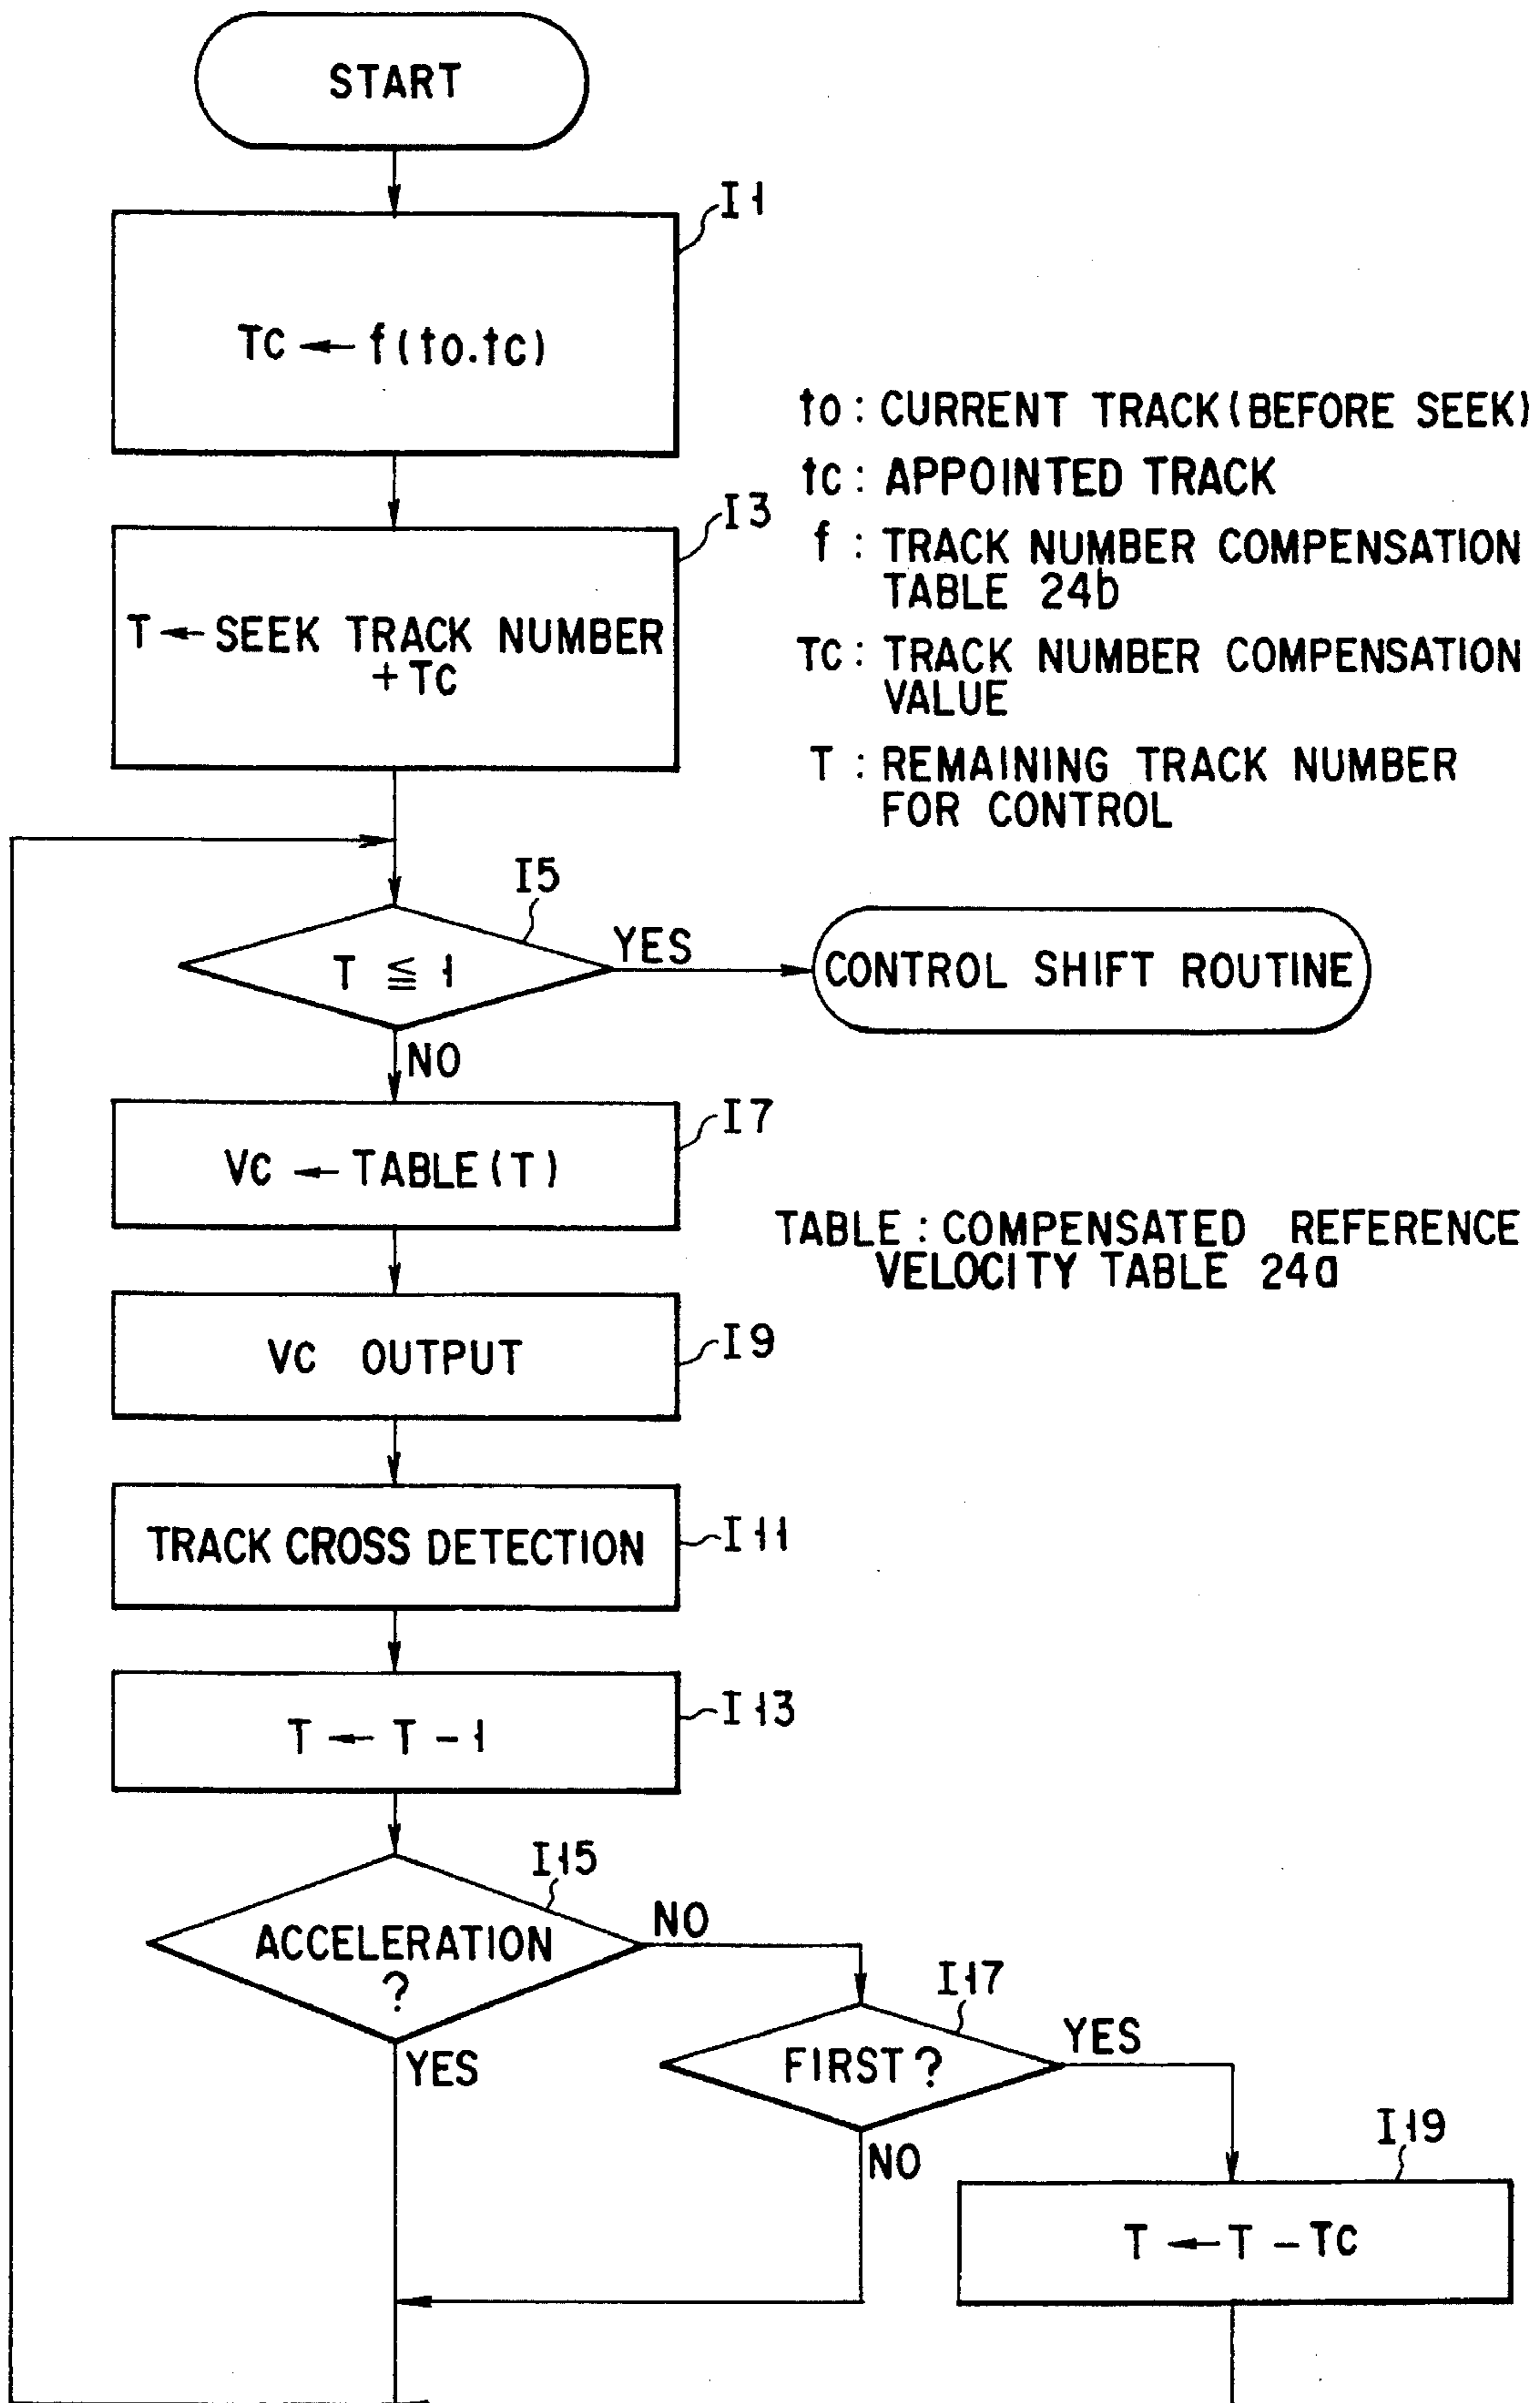 START
I1
Tc ← f(to.tc)
to : CURRENT TRACK (BEFORE SEEK)
tc : APPOINTED TRACK
f : TRACK NUMBER COMPENSATION
TABLE 24b
Tc : TRACK NUMBER COMPENSATION
VALUE
T : REMAINING TRACK NUMBER
FOR CONTROL
I3
T ← SEEK TRACK NUMBER
+ Tc
I5
T ≦ 1
YES
CONTROL SHIFT ROUTINE
NO
I7
Vc ← TABLE (T)
TABLE : COMPENSATED REFERENCE
VELOCITY TABLE 24a
I9
Vc OUTPUT
I11
TRACK CROSS DETECTION
I13
T ← T - 1
I15
ACCELERATION
?
NO
YES
I17
FIRST ?
YES
NO
I19
T ← T - Tc